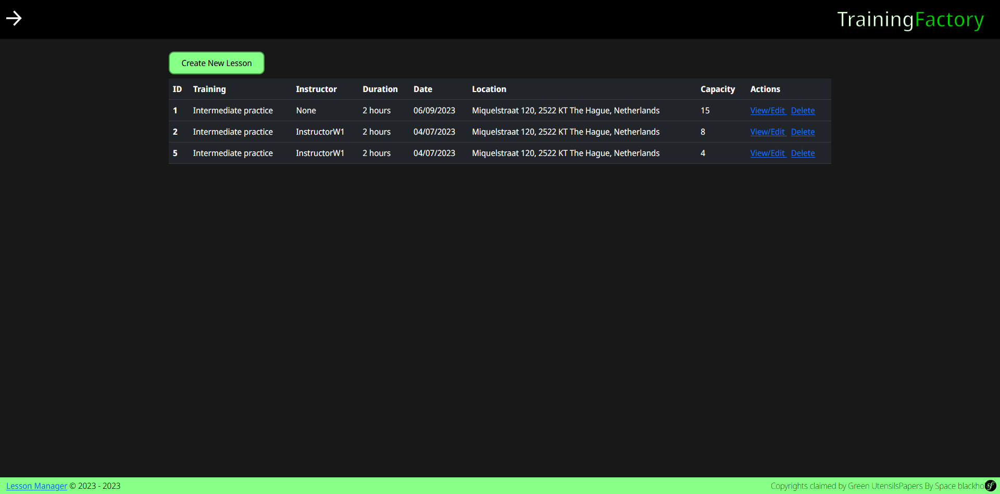 TrainingFactory
Create New Lesson
ID Training Instructor Duration Date Location Capacity Actions
1 Intermediate practice None 2 hours 06/09/2023 Miquelstraat 120, 2522 KT The Hague, Netherlands 15 View/Edit Delete
2 Intermediate practice InstructorW1 2 hours 04/07/2023 Miquelstraat 120, 2522 KT The Hague, Netherlands 8 View/Edit Delete
5 Intermediate practice InstructorW1 2 hours 04/07/2023 Miquelstraat 120, 2522 KT The Hague, Netherlands 4 View/Edit Delete
Lesson Manager © 2023 - 2023 Copyrights claimed by Green UtensilsPapers By Space blackho